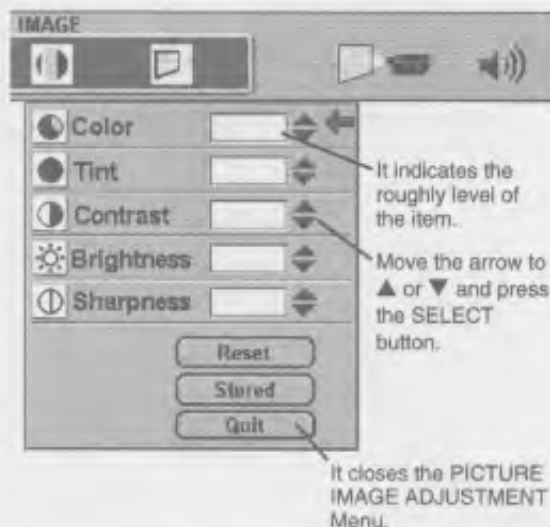 IMAGE
Color
Tint
Contrast
Brightness
Sharpness
Reset
Stored
Quit
It indicates the
roughly level of
the item.
Move the arrow to
▲ or ▼ and press
the SELECT
button.
It closes the PICTURE
IMAGE ADJUSTMENT
Menu.